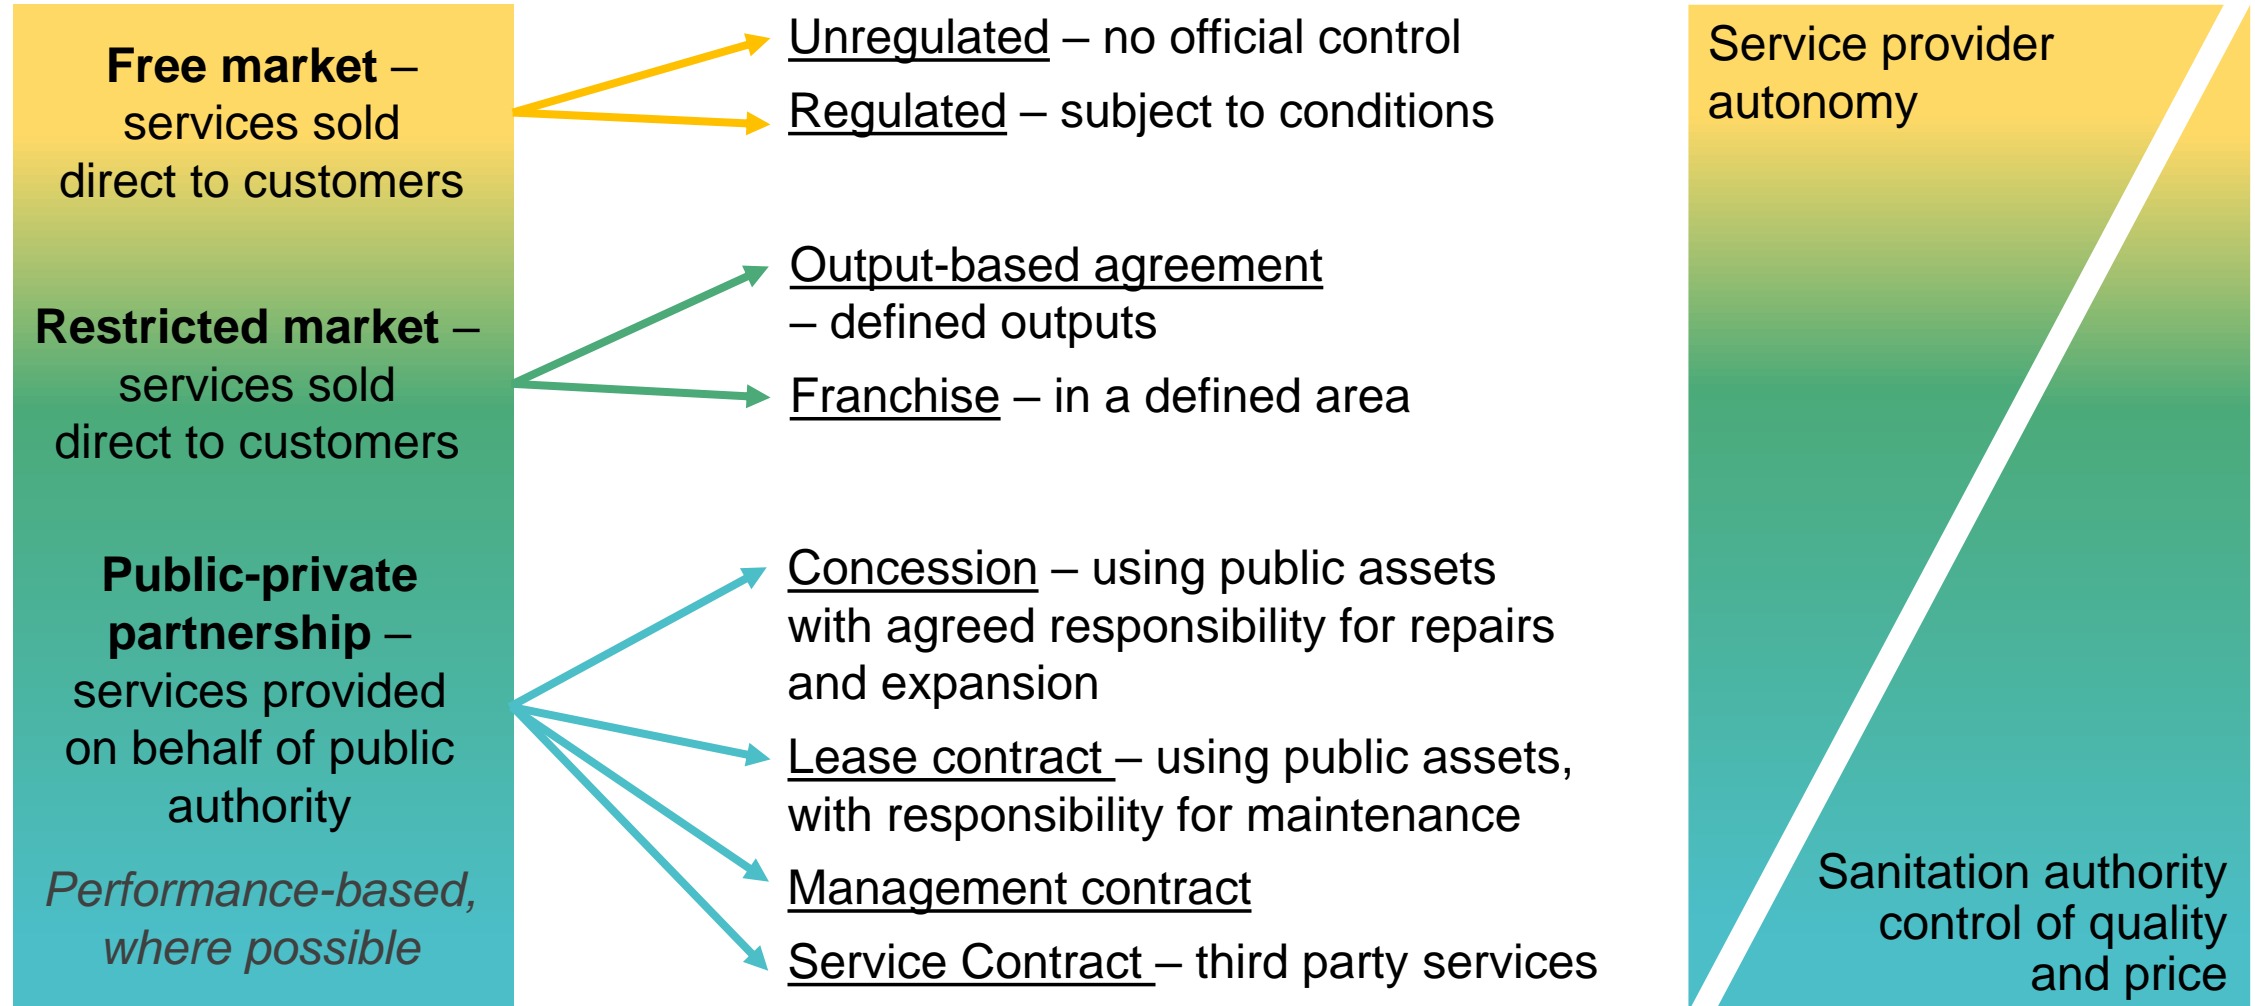 Free market –
services sold
direct to customers
Unregulated – no official control
Regulated – subject to conditions
Restricted market –
services sold
direct to customers
Output-based agreement
– defined outputs
Franchise – in a defined area
Public-private
partnership –
services provided
on behalf of public
authority
Performance-based,
where possible
Concession – using public assets
with agreed responsibility for repairs
and expansion
Lease contract – using public assets,
with responsibility for maintenance
Management contract
Service Contract – third party services
Service provider
autonomy
Sanitation authority
control of quality
and price